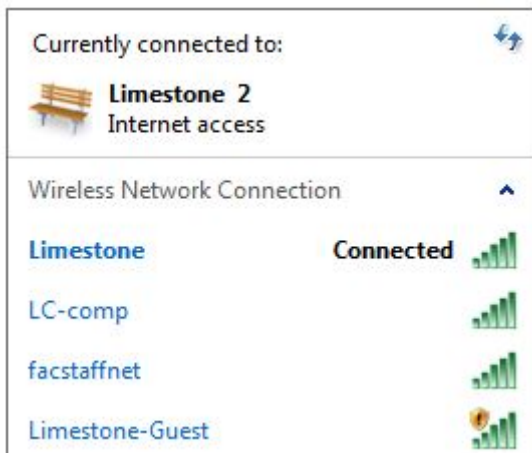 Currently connected to:
Limestone 2
Internet access
Wireless Network Connection
Limestone Connected
LC-comp
facstaffnet
Limestone-Guest